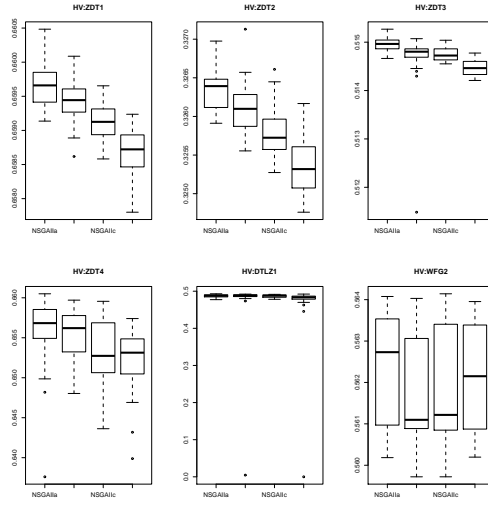 HV:ZDT1
0.6580 0.6585 0.6590 0.6595 0.6600 0.6605
NSGAIIa NSGAIIc
HV:ZDT2
0.3250 0.3255 0.3260 0.3265 0.3270
NSGAIIa NSGAIIc
HV:ZDT3
0.512 0.513 0.514 0.515
NSGAIIa NSGAIIc
HV:ZDT4
0.640 0.645 0.650 0.655 0.660
NSGAIIa NSGAIIc
HV:DTLZ1
0.0 0.1 0.2 0.3 0.4 0.5
NSGAIIa NSGAIIc
HV:WFG2
0.560 0.561 0.562 0.563 0.564
NSGAIIa NSGAIIc